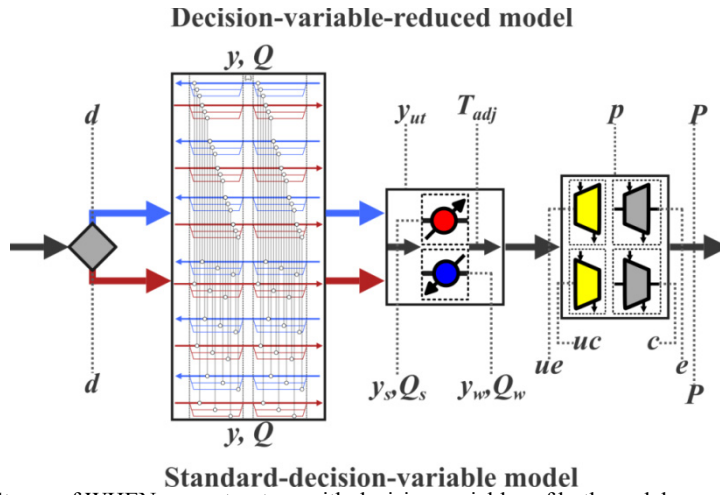 Decision-variable-reduced model
y, Q
d
y_ut
T_adj
p
P
uc
c
ue
e
d
y_s,Q_s
y_w,Q_w
P
y, Q
Standard-decision-variable model